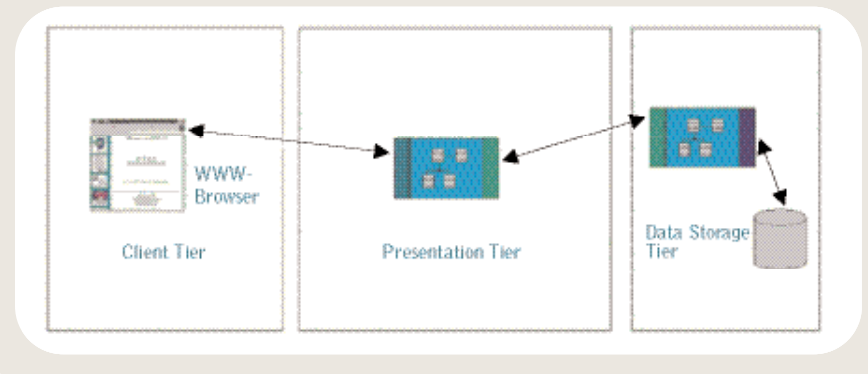 WWW-
Browser
Client Tier
Presentation Tier
Data Storage
Tier